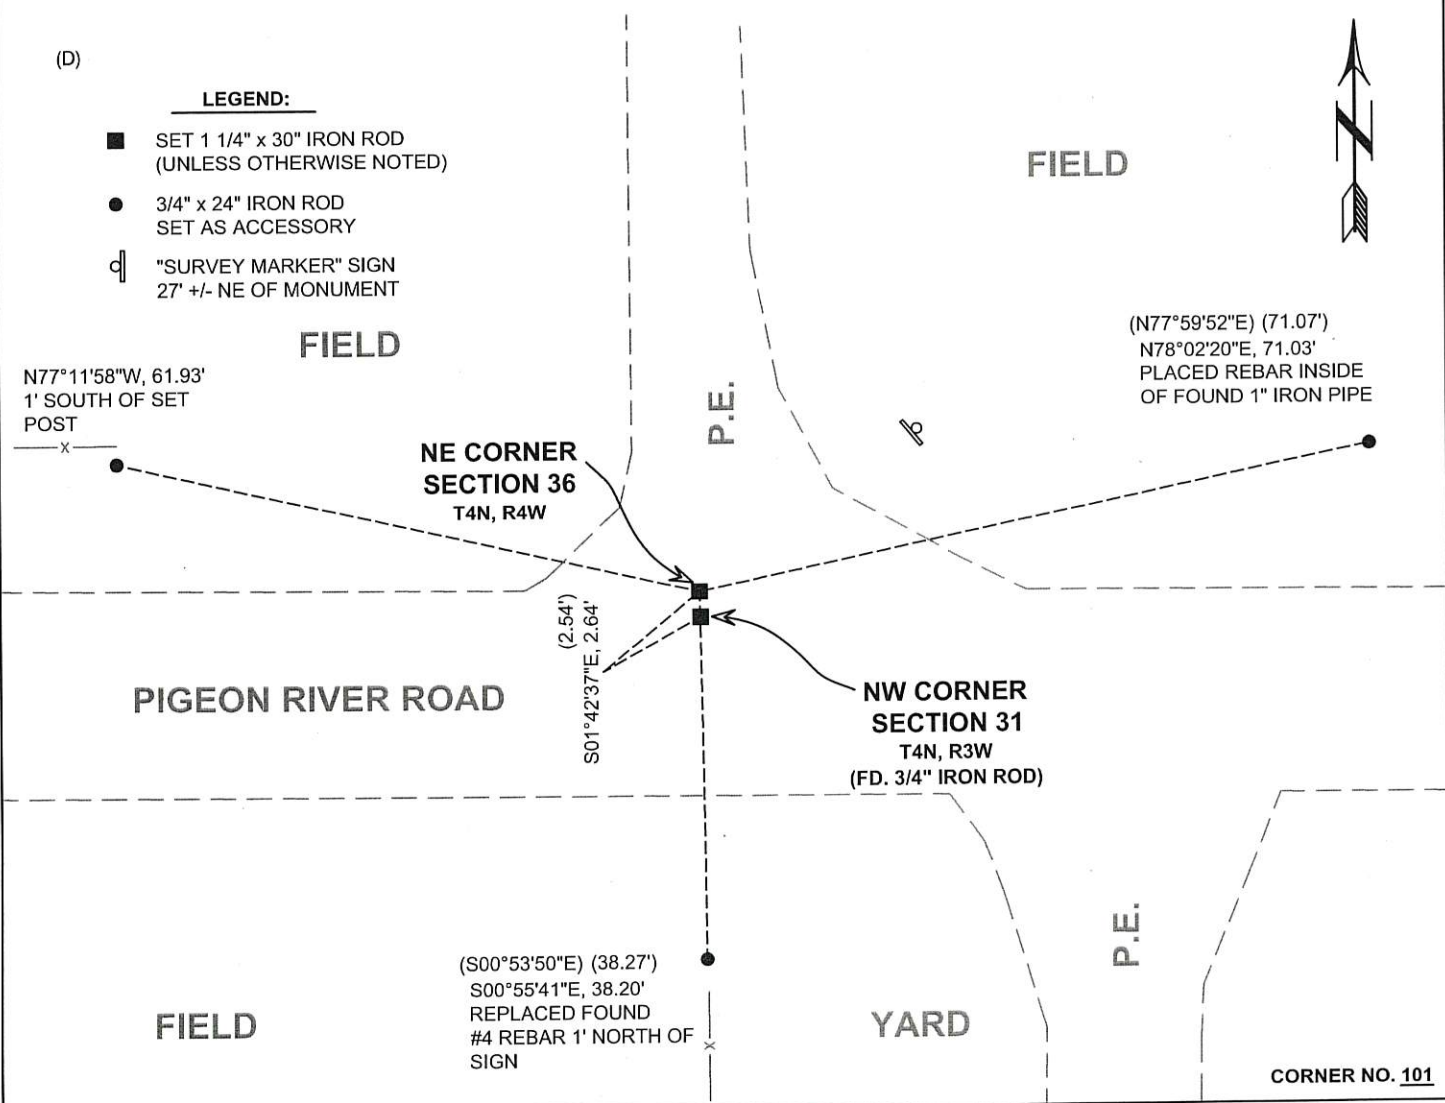 (D)
LEGEND:
SET 1 1/4" x 30" IRON ROD
(UNLESS OTHERWISE NOTED)
3/4" x 24" IRON ROD
SET AS ACCESSORY
"SURVEY MARKER" SIGN
27' +/- NE OF MONUMENT
FIELD
N
FIELD
(N77°59'52"E) (71.07')
N78°02'20"E, 71.03'
PLACED REBAR INSIDE
OF FOUND 1" IRON PIPE
N77°11'58"W, 61.93'
1' SOUTH OF SET
POST
x
P.E.
NE CORNER
SECTION 36
T4N, R4W
(2.54')
S01°42'37"E, 2.64'
PIGEON RIVER ROAD
NW CORNER
SECTION 31
T4N, R3W
(FD. 3/4" IRON ROD)
(S00°53'50"E) (38.27')
S00°55'41"E, 38.20'
REPLACED FOUND
#4 REBAR 1' NORTH OF
SIGN
x
FIELD
YARD
P.E.
CORNER NO. 101